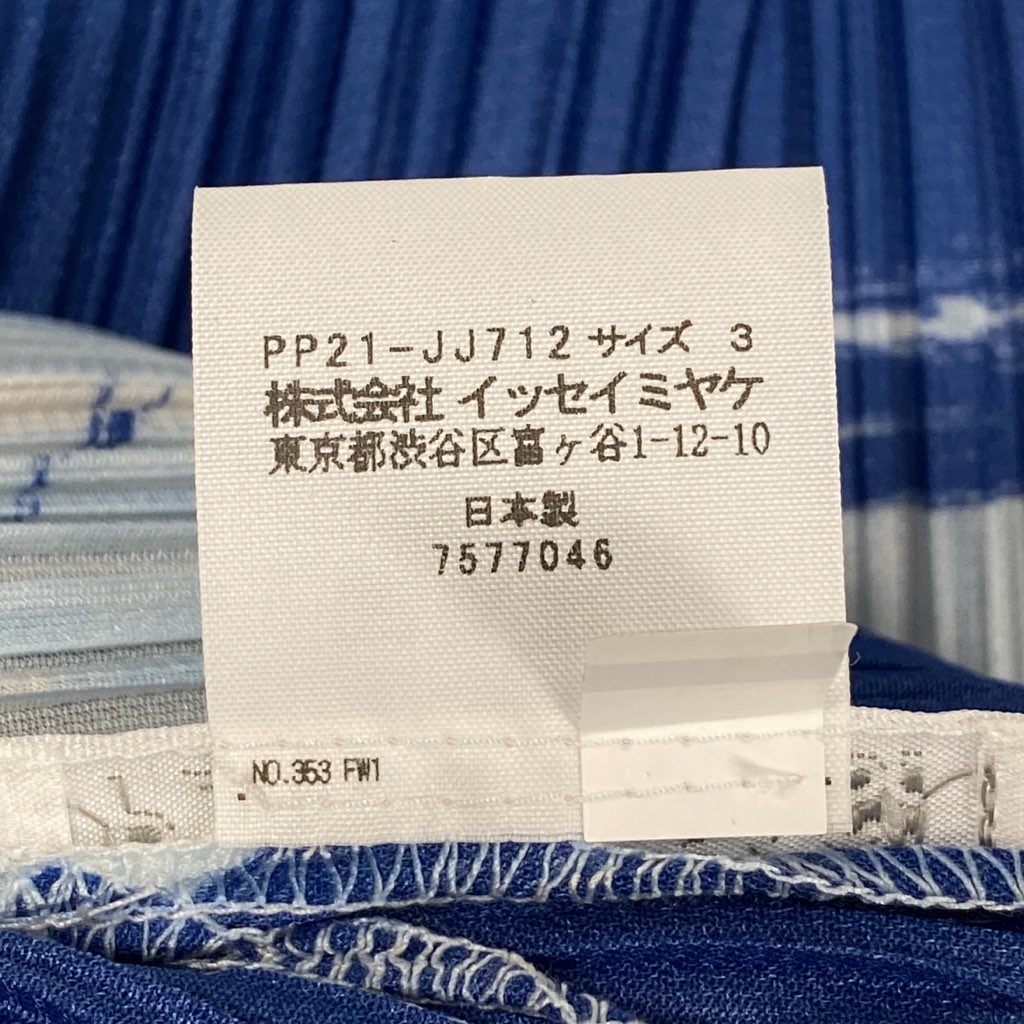 PP21-JJ712 サイズ 3
株式会社 イッセイミヤケ
東京都渋谷区富ヶ谷1-12-10
日本製
7577046
NO.353 FW1